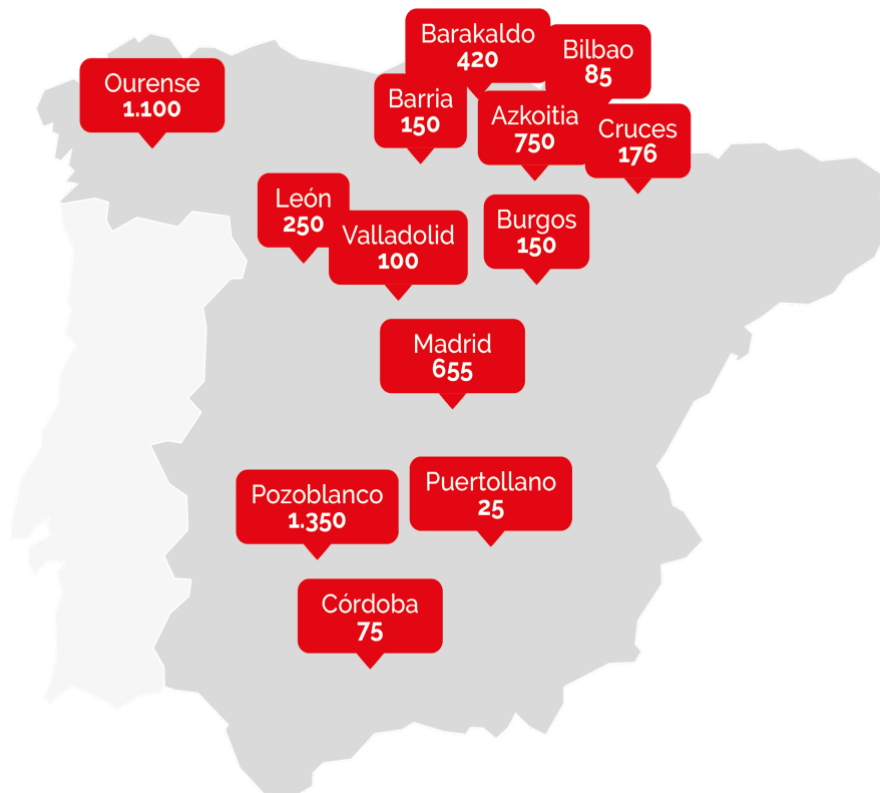 Barakaldo
420
Bilbao
85
Ourense
1.100
Barria
150
Azkoitia
750
Cruces
176
León
250
Valladolid
100
Burgos
150
Madrid
655
Pozoblanco
1.350
Puertollano
25
Córdoba
75